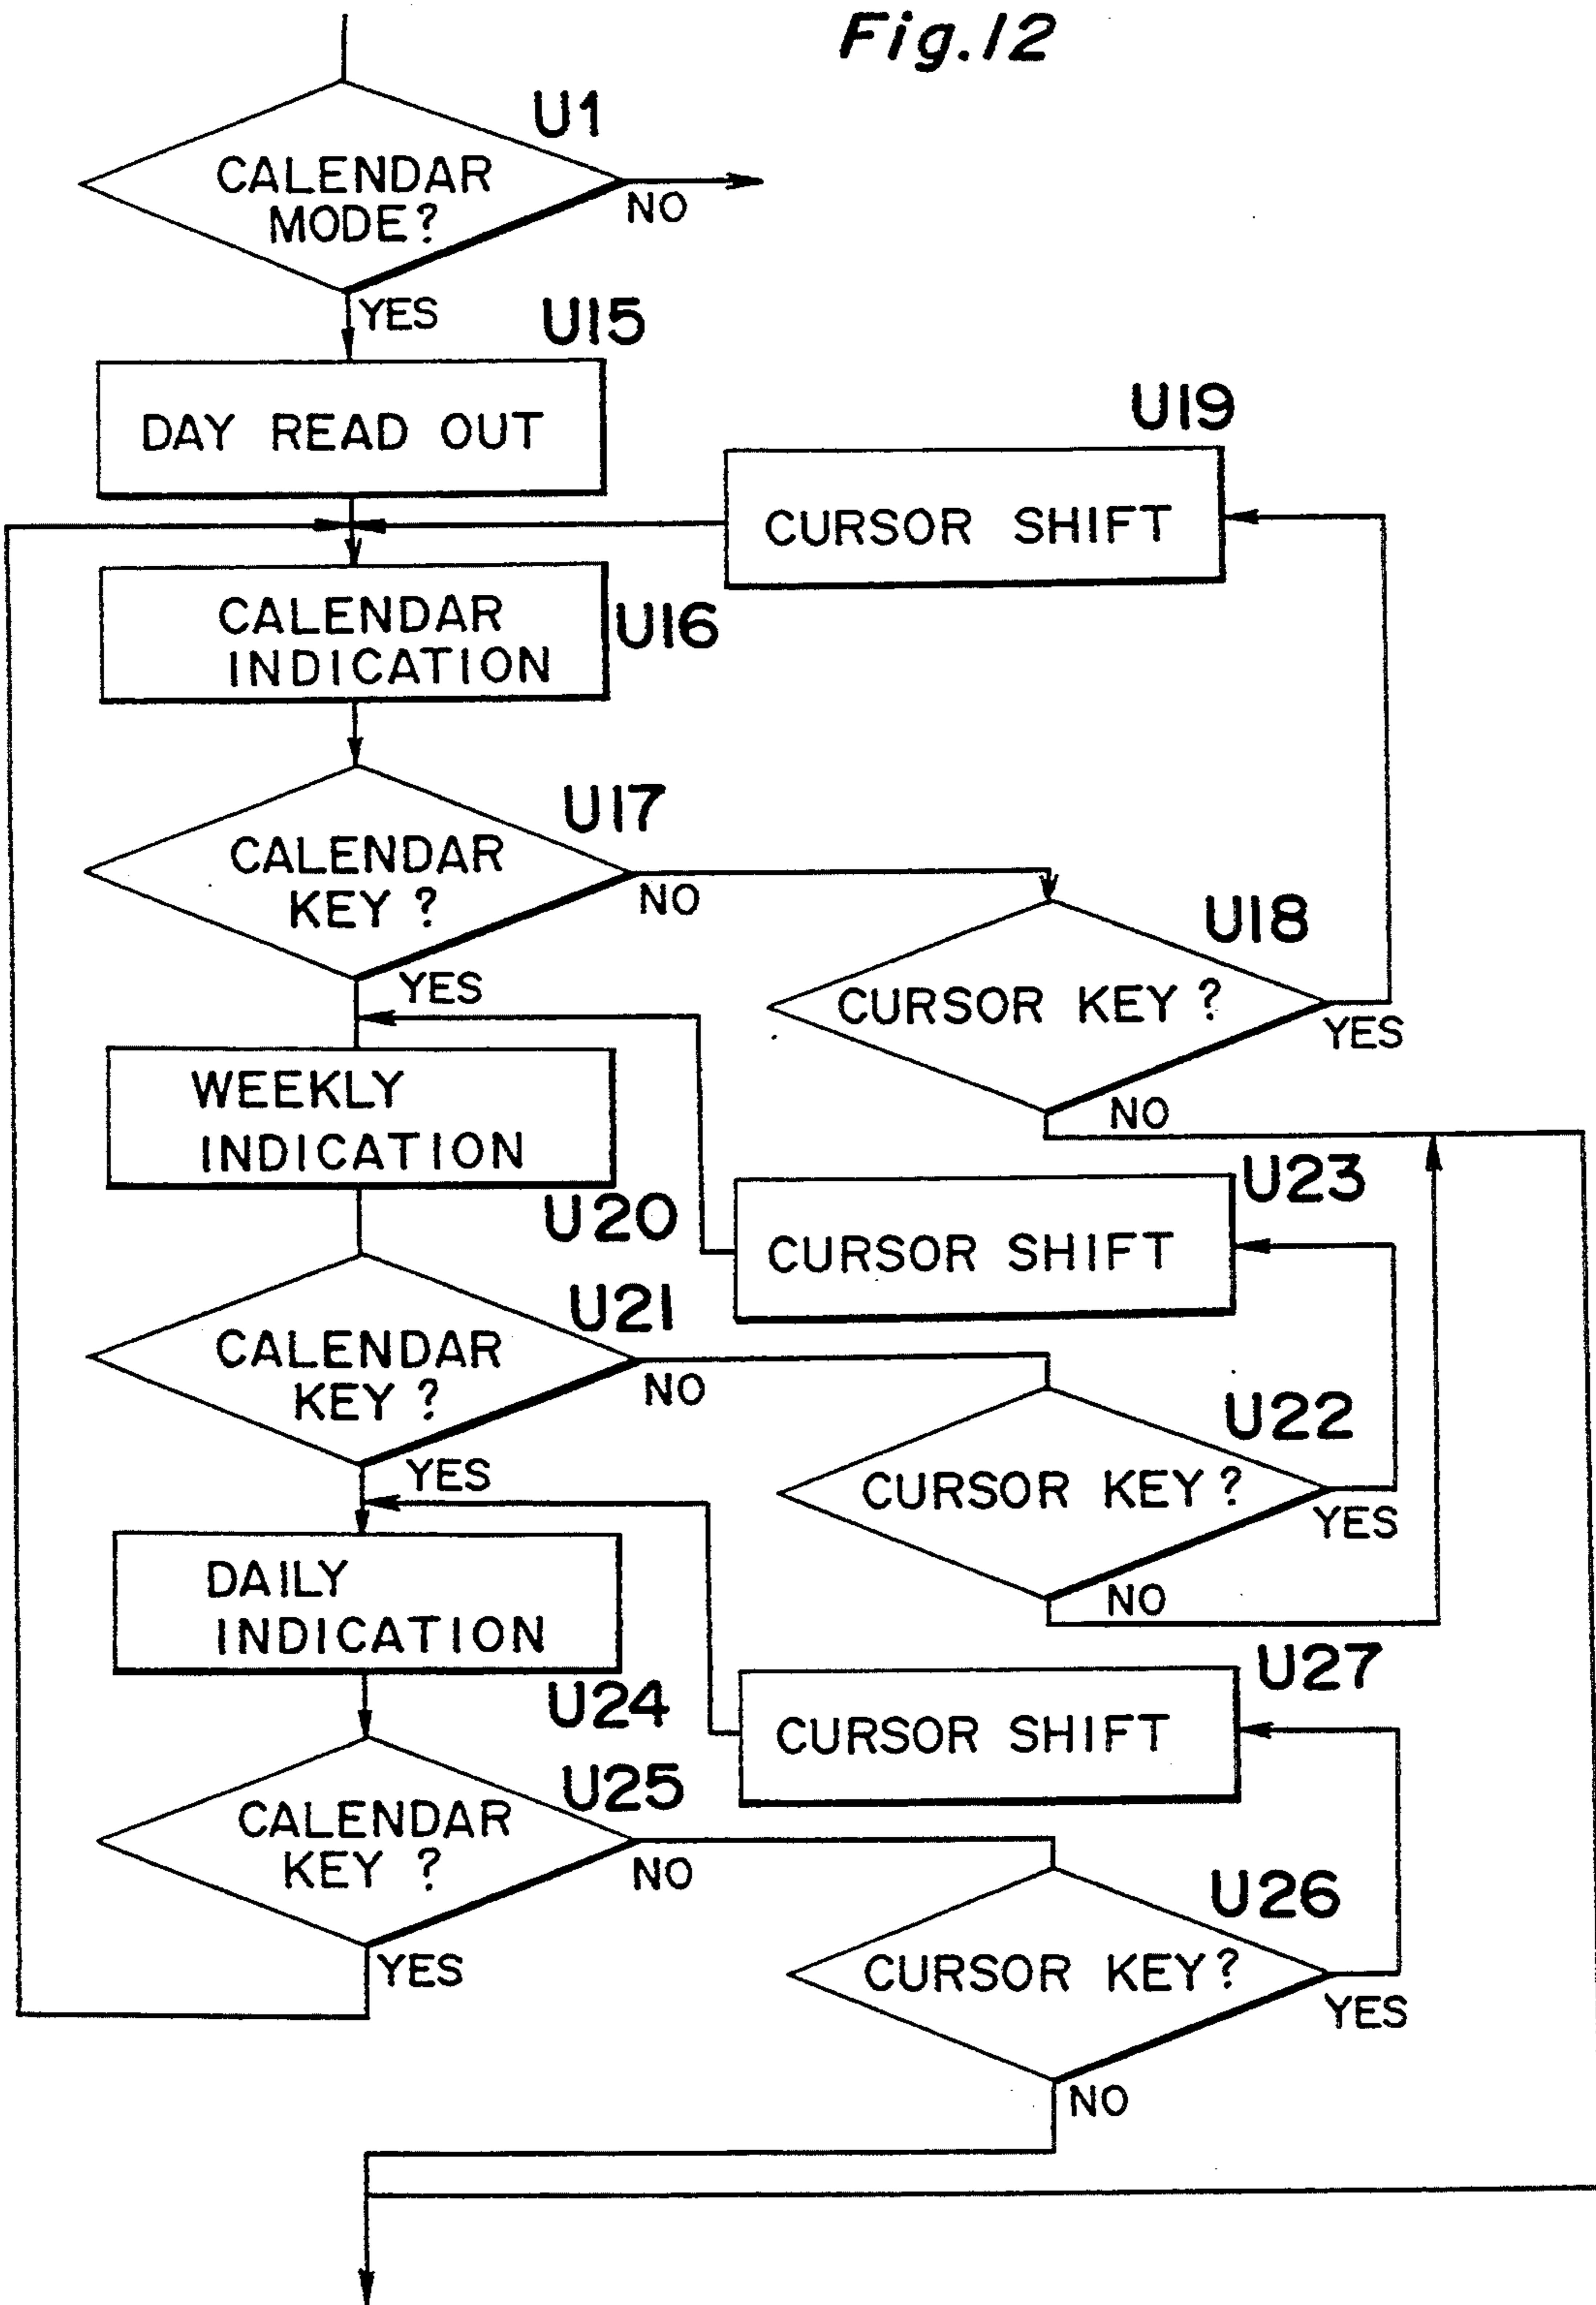 Fig.12
U1
CALENDAR
MODE?
NO
YES
U15
DAY READ OUT
U19
CURSOR SHIFT
CALENDAR
INDICATION
U16
U17
CALENDAR
KEY ?
NO
YES
U18
CURSOR KEY ?
YES
NO
WEEKLY
INDICATION
U20
U23
CURSOR SHIFT
U21
CALENDAR
KEY ?
NO
YES
U22
CURSOR KEY ?
YES
NO
DAILY
INDICATION
U24
U27
CURSOR SHIFT
U25
CALENDAR
KEY ?
NO
YES
U26
CURSOR KEY ?
YES
NO